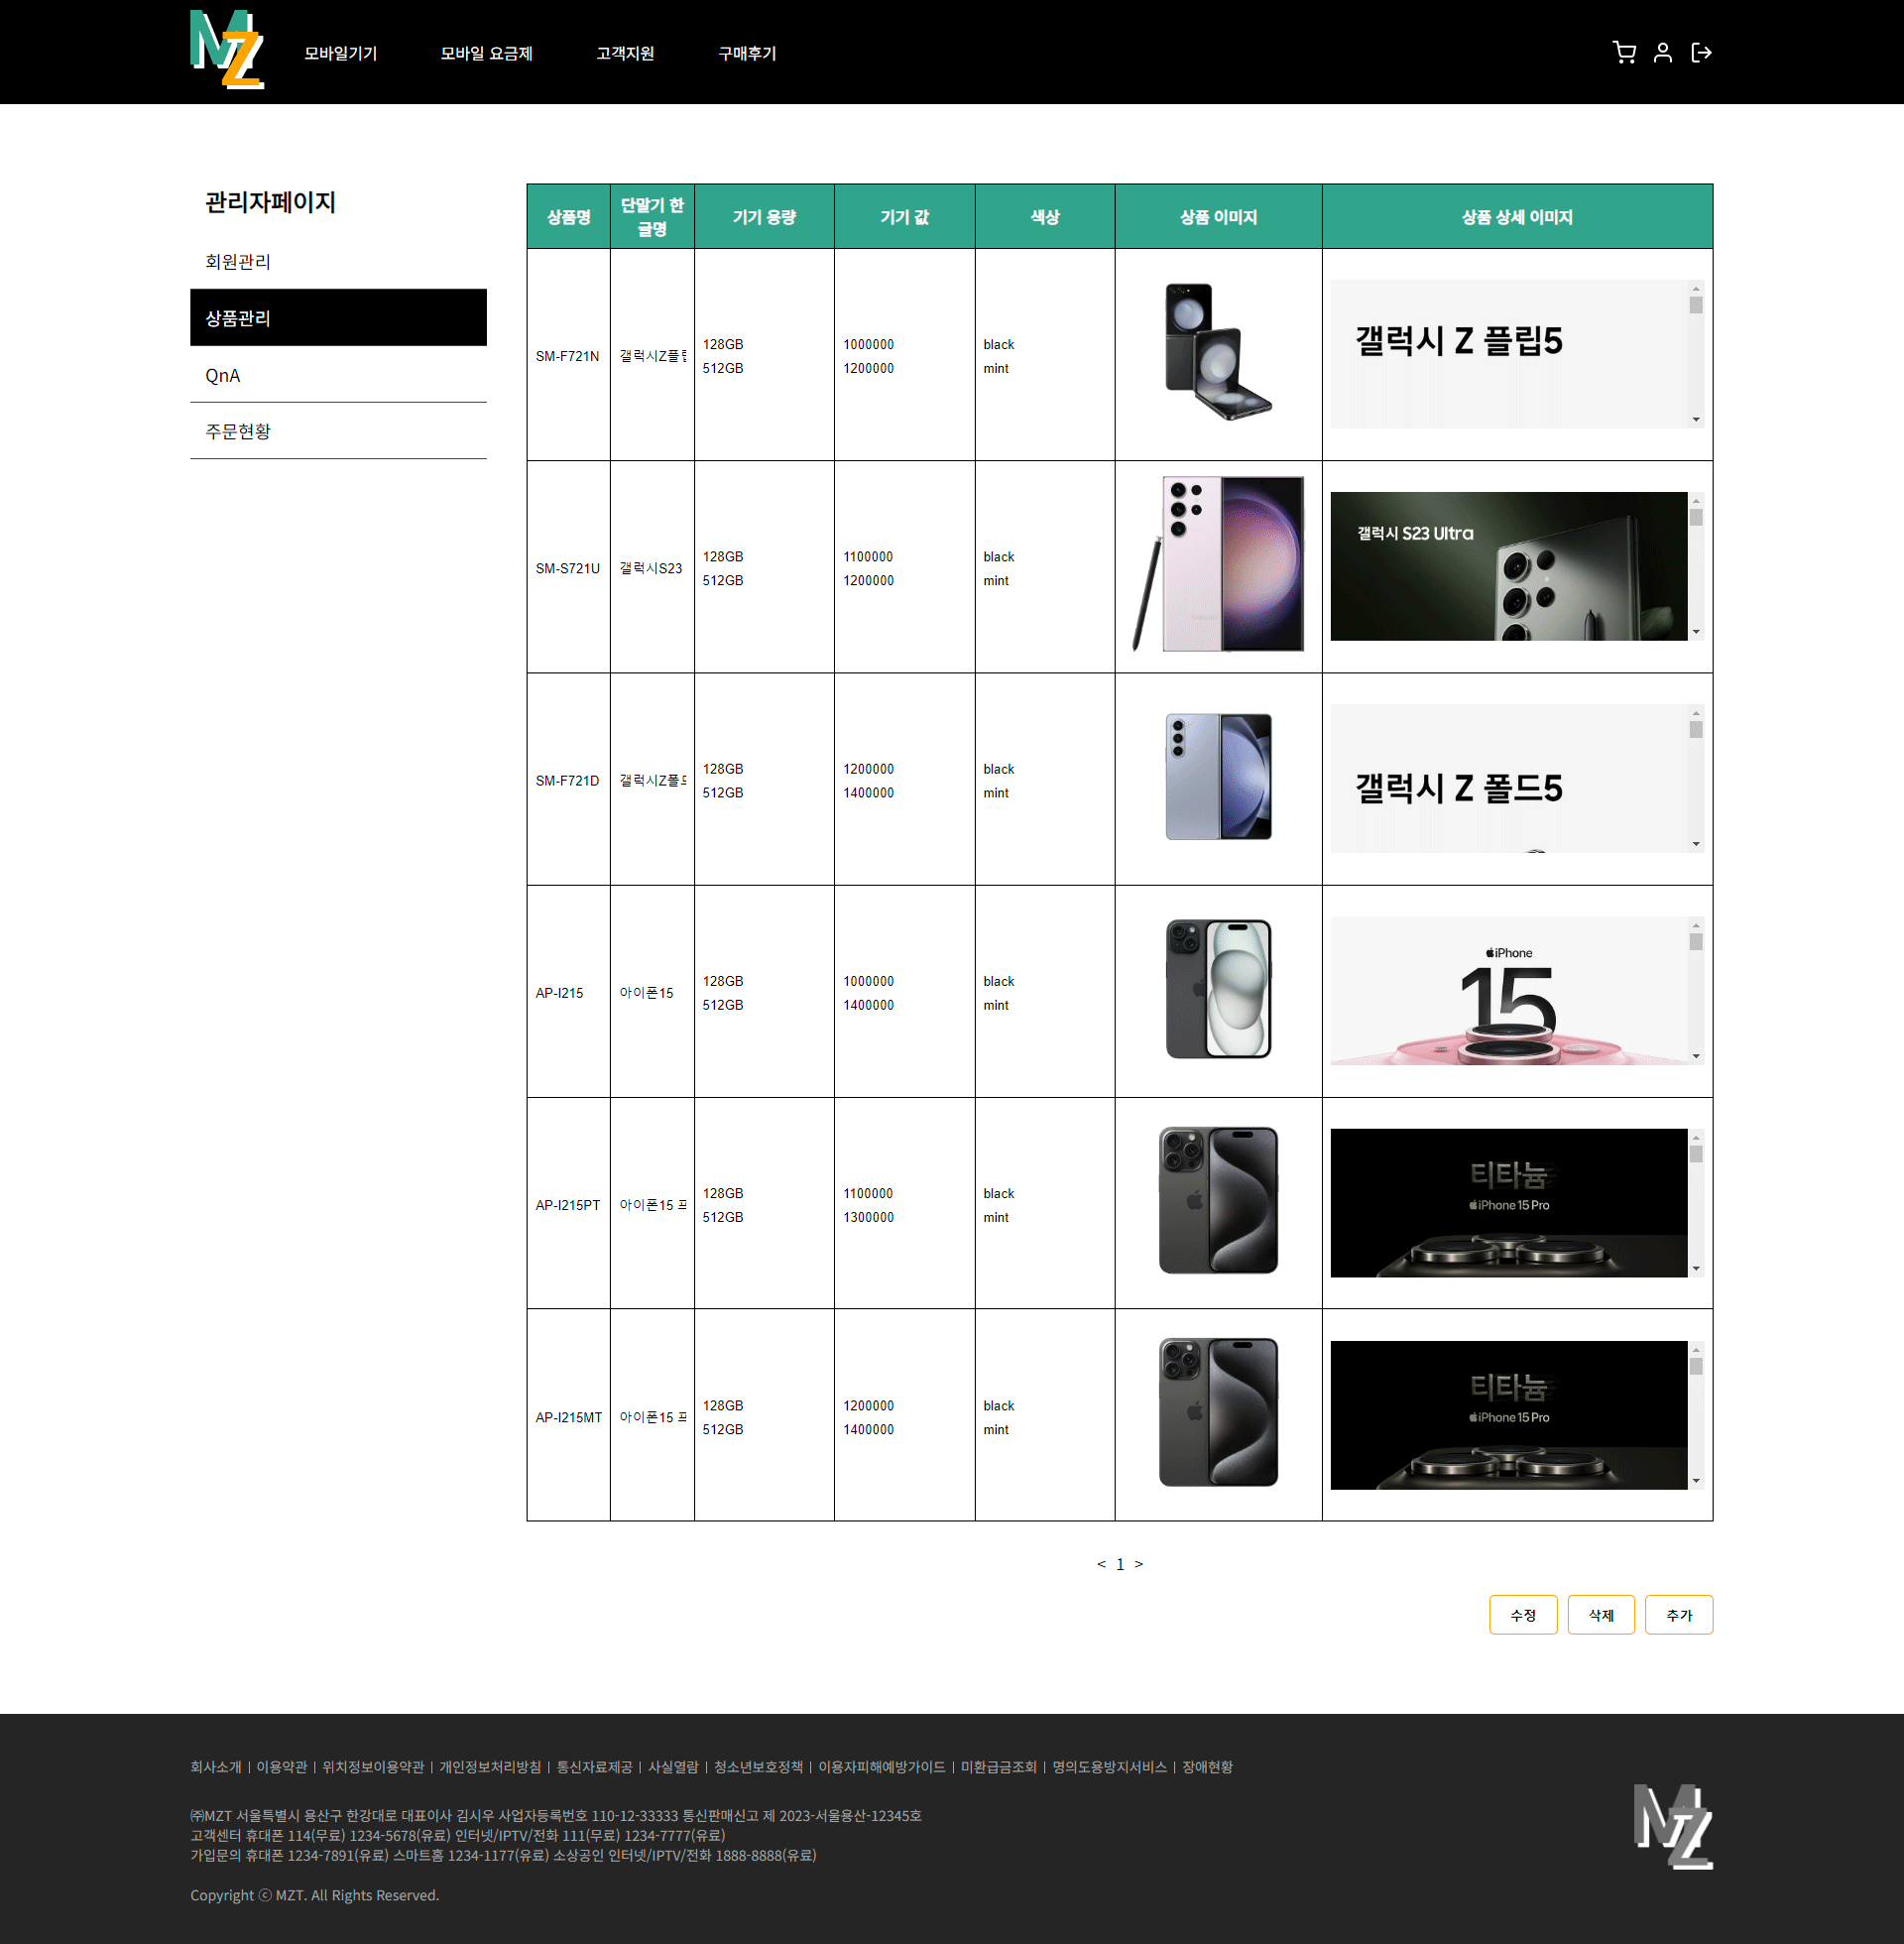 MZ
모바일기기 모바일 요금제 고객지원 구매후기
관리자페이지
회원관리
상품관리
QnA
주문현황
상품명 단말기 한글명 기기 용량 기기 값 색상 상품 이미지 상품 상세 이미지
SM-F721N 갤럭시Z플립 128GB 1000000 black
512GB 1200000 mint
갤럭시 Z 플립5
SM-S721U 갤럭시S23 128GB 1100000 black
512GB 1200000 mint
갤럭시 S23 Ultra
SM-F721D 갤럭시Z폴드 128GB 1200000 black
512GB 1400000 mint
갤럭시 Z 폴드5
AP-I215 아이폰15 128GB 1000000 black
512GB 1400000 mint
iPhone
15
AP-I215PT 아이폰15 128GB 1100000 black
512GB 1300000 mint
티타늄
iPhone 15 Pro
AP-I215MT 아이폰15 128GB 1200000 black
512GB 1400000 mint
티타늄
iPhone 15 Pro
< 1 >
수정 삭제 추가
회사소개 | 이용약관 | 위치정보이용약관 | 개인정보처리방침 | 통신자료제공 | 사실열람 | 청소년보호정책 | 이용자피해예방가이드 | 미환급금조회 | 명의도용방지서비스 | 장애현황
㈜MZT 서울특별시 용산구 한강대로 대표이사 김시우 사업자등록번호 110-12-33333 통신판매신고 제 2023-서울용산-12345호
고객센터 휴대폰 114(무료) 1234-5678(유료) 인터넷/IPTV/전화 111(무료) 1234-7777(유료)
가입문의 휴대폰 1234-7891(유료) 스마트홈 1234-1177(유료) 소상공인 인터넷/IPTV/전화 1888-8888(유료)
Copyright ⓒ MZT. All Rights Reserved.
MZ